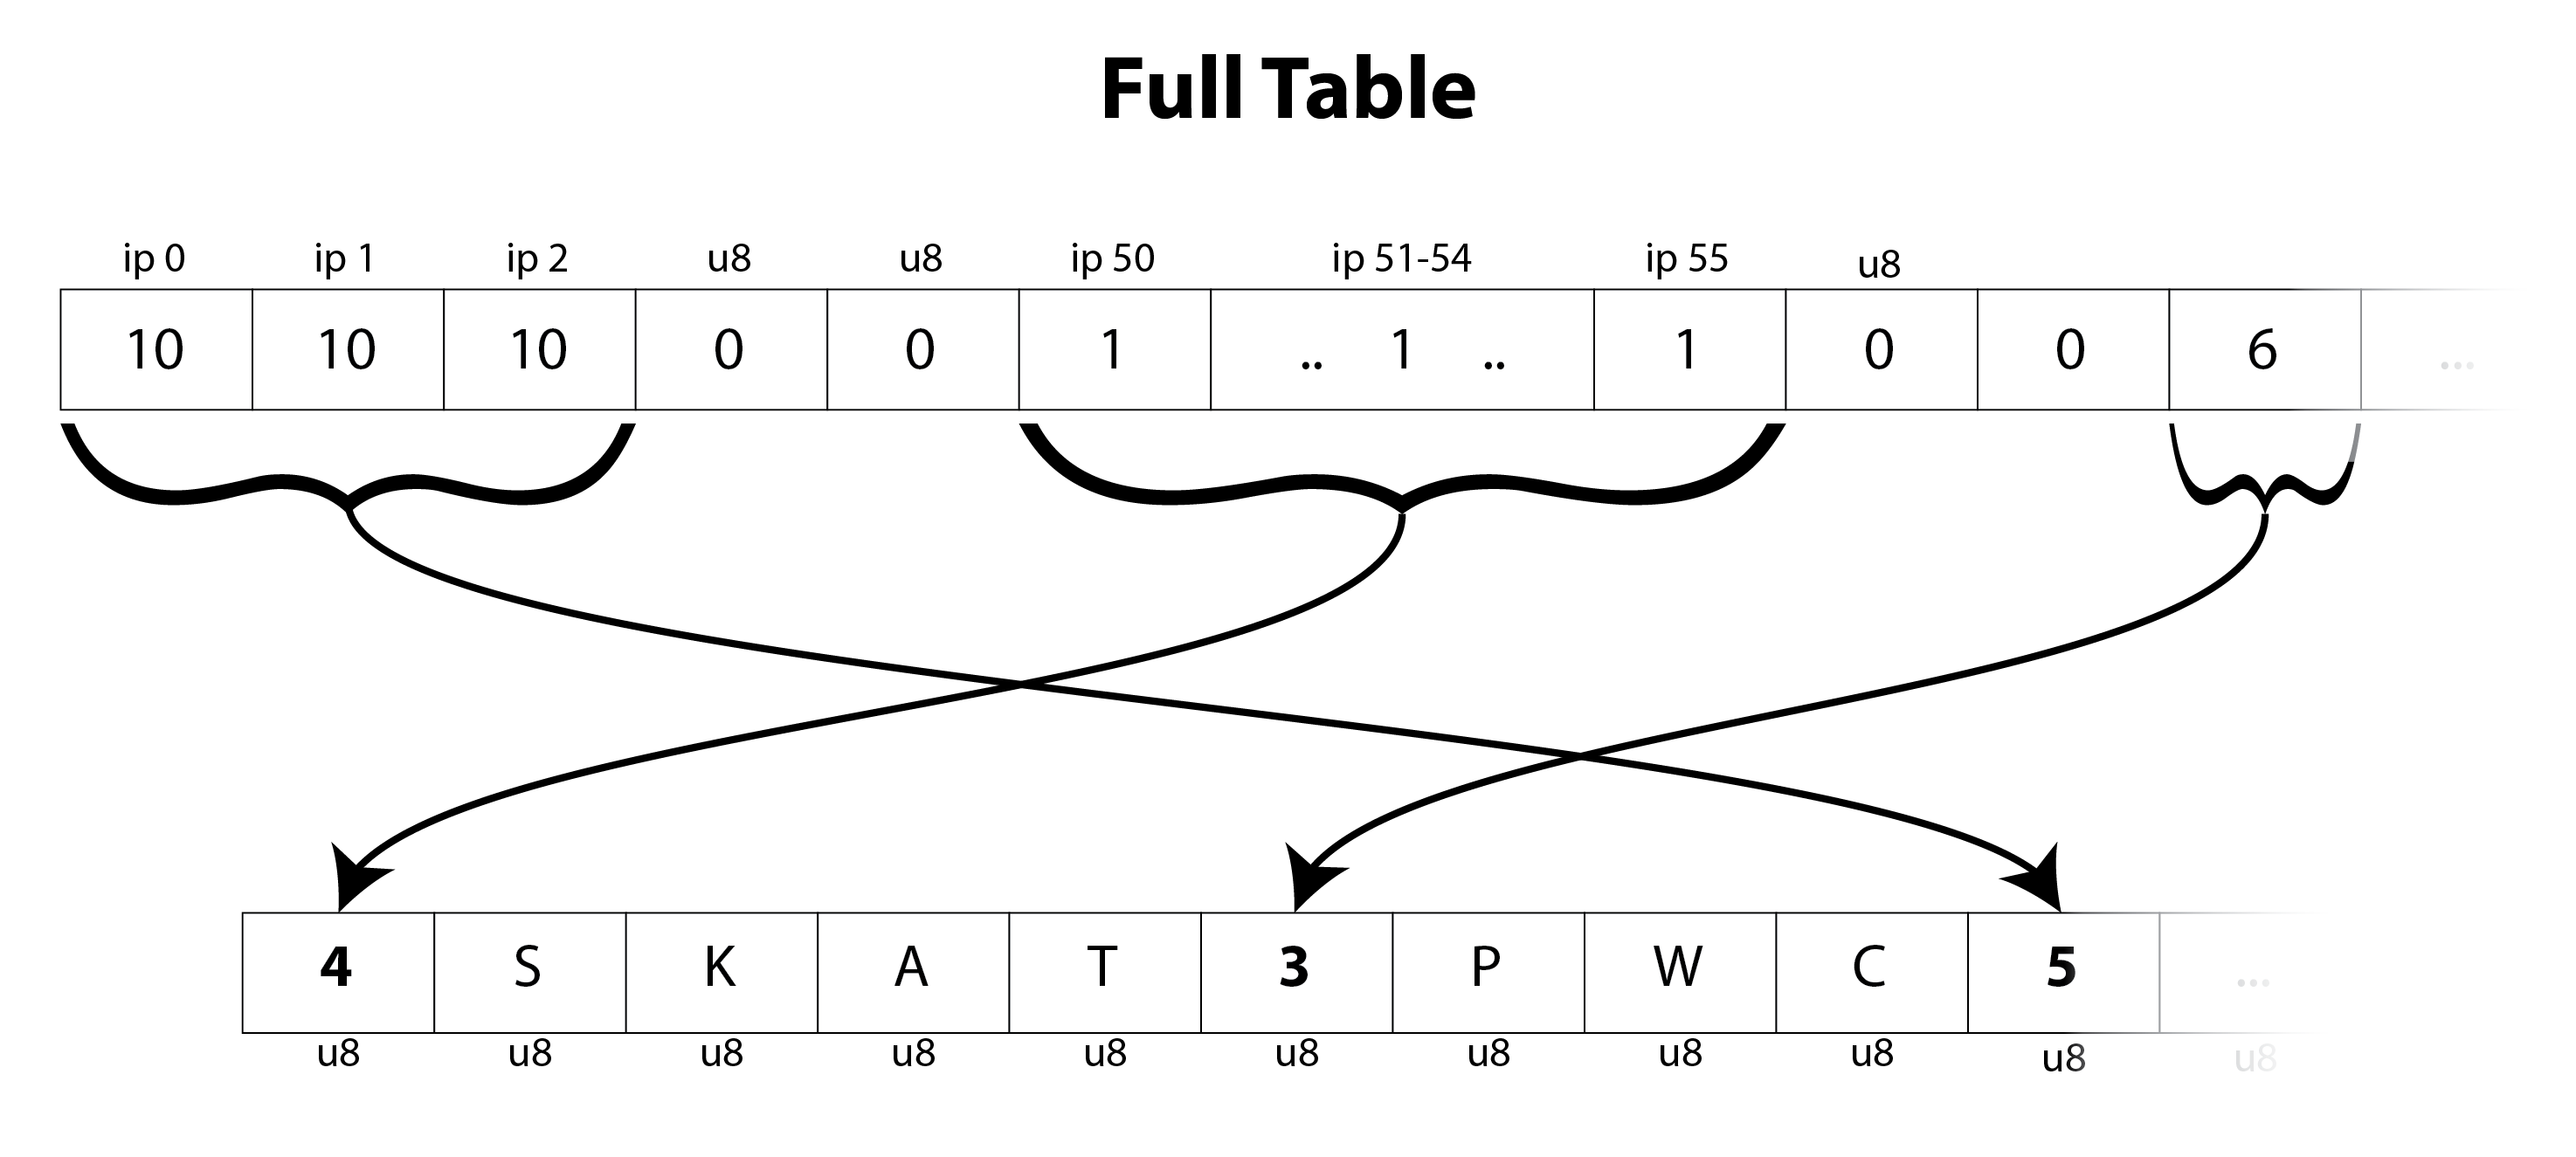 Full Table
ip 0 ip 1 ip 2 u8 u8 ip 50 ip 51-54 ip 55 u8
10 10 10 0 0 1 .. 1 .. 1 0 0 6 ...
4 S K A T 3 P W C 5 ...
u8 u8 u8 u8 u8 u8 u8 u8 u8 u8 u8